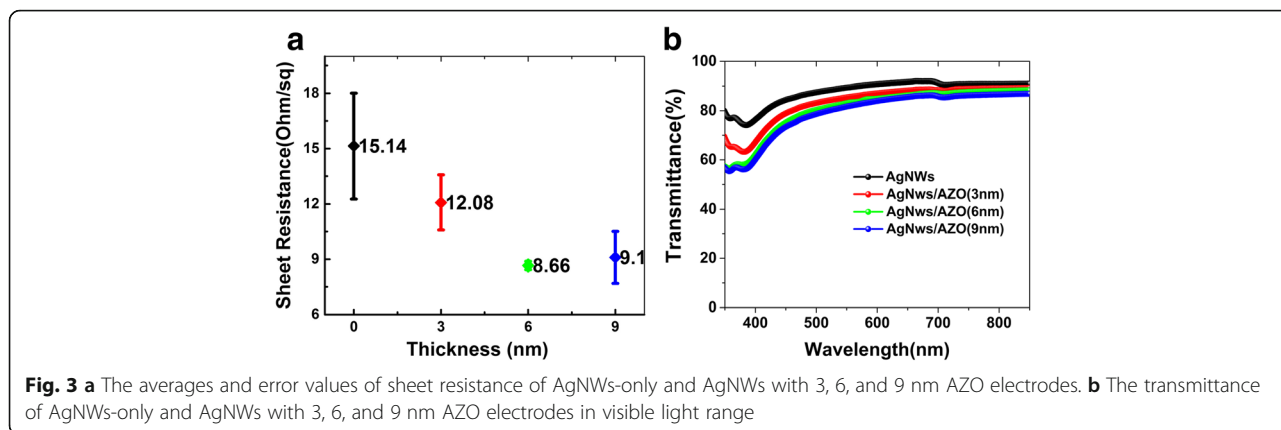 a
Sheet Resistance(Ohm/sq)
18
15
12
9
6
15.14
12.08
8.66
9.1
0 3 6 9
Thickness (nm)
b
Transmittance(%)
100
80
60
40
20
0
AgNWs
AgNws/AZO(3nm)
AgNws/AZO(6nm)
AgNws/AZO(9nm)
400 500 600 700 800
Wavelength(nm)
Fig. 3 a The averages and error values of sheet resistance of AgNWs-only and AgNWs with 3, 6, and 9 nm AZO electrodes. b The transmittance
of AgNWs-only and AgNWs with 3, 6, and 9 nm AZO electrodes in visible light range